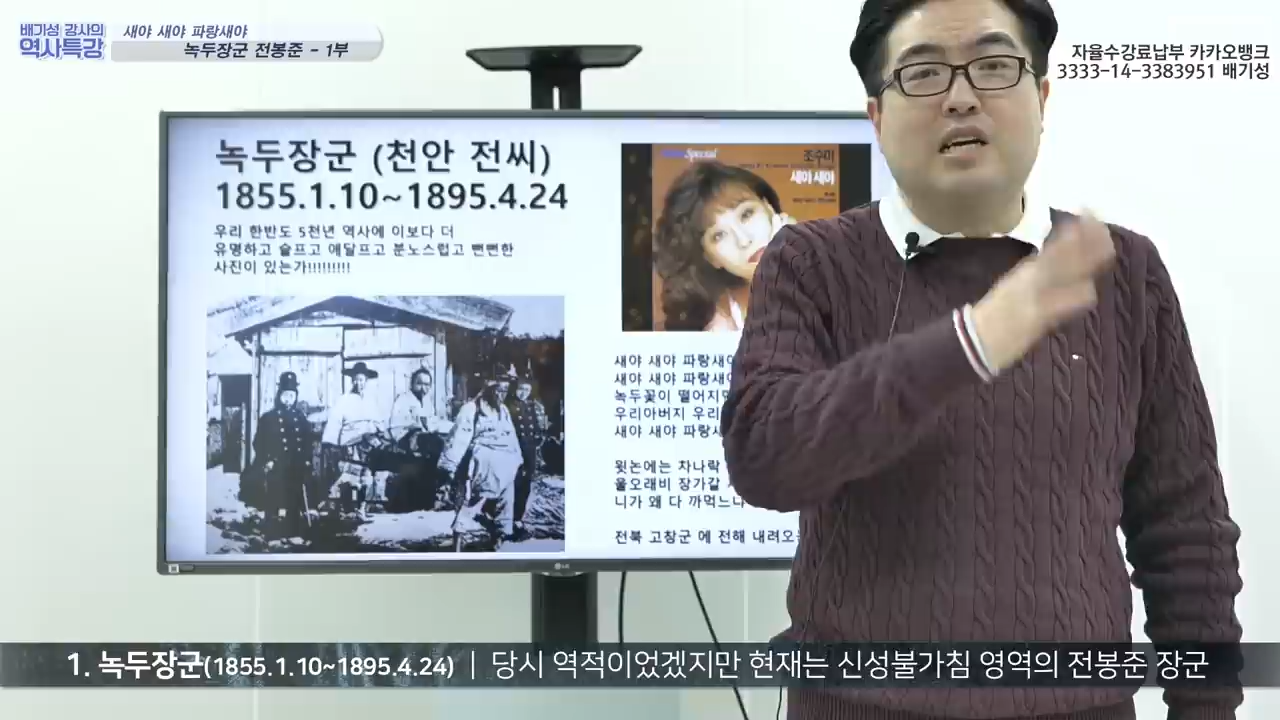 배기성 강사의
역사특강
새야 새야 파랑새야
녹두장군 전봉준 - 1부
자율수강료납부 카카오뱅크
3333-14-3383951 배기성
녹두장군 (천안 전씨)
1855.1.10~1895.4.24
우리 한반도 5천년 역사에 이보다 더
유명하고 슬프고 애달프고 분노스럽고 뻔뻔한
사진이 있는가!!!!!!!!!
Special
조수미
새야 새야
새야 새야 파랑새야
새야 새야 파랑새야
녹두꽃이 떨어지면
우리아버지 우리
새야 새야 파랑새
윗논에는 차나락
울오래비 장가갈
니가 왜 다 까먹느냐
전북 고창군 에 전해 내려오는
LG
1. 녹두장군(1855.1.10~1895.4.24) | 당시 역적이었겠지만 현재는 신성불가침 영역의 전봉준 장군